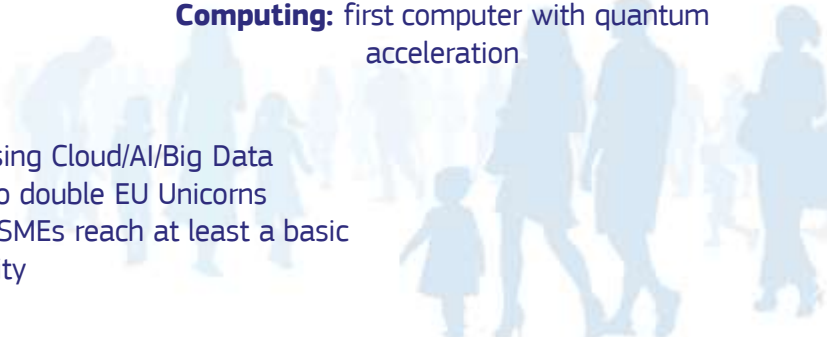 Computing: first computer with quantum
acceleration
sing Cloud/AI/Big Data
o double EU Unicorns
SMEs reach at least a basic
ity